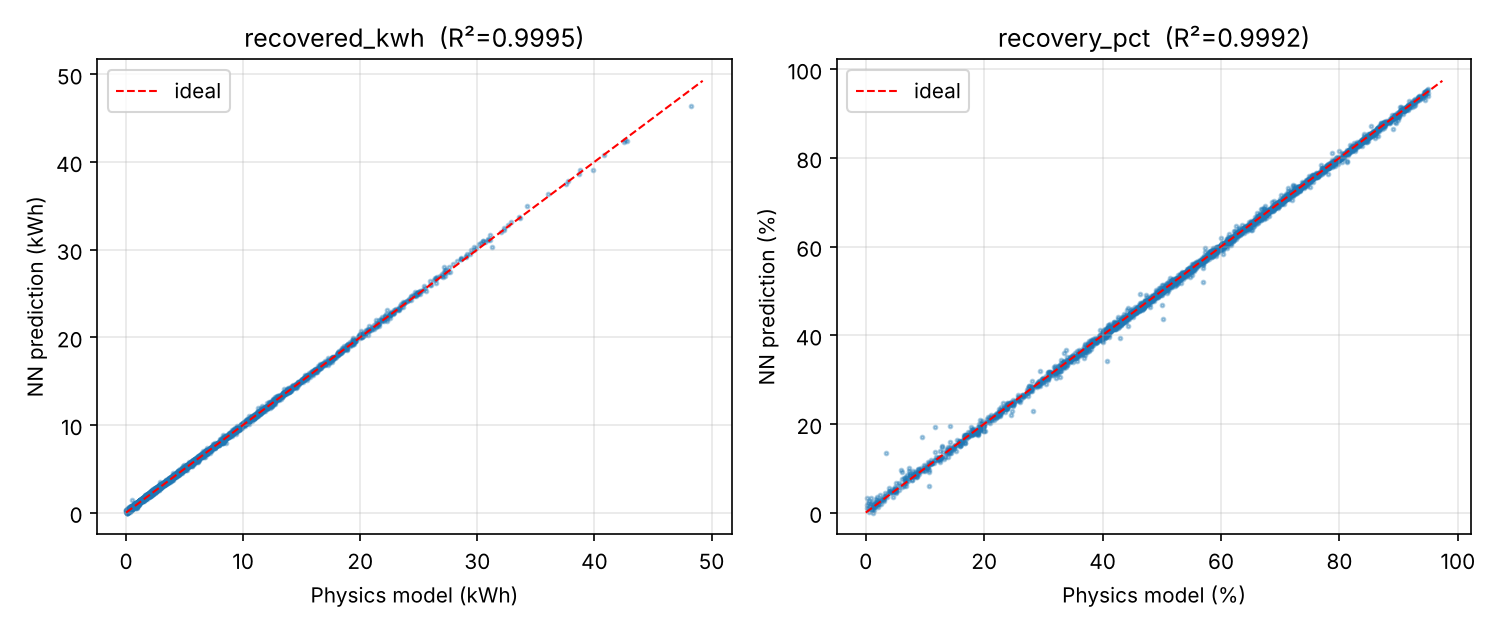 recovered_kwh (R²=0.9995)
ideal
50
40
30
20
10
0
NN prediction (kWh)
0 10 20 30 40 50
Physics model (kWh)
recovery_pct (R²=0.9992)
ideal
100
80
60
40
20
0
NN prediction (%)
0 20 40 60 80 100
Physics model (%)